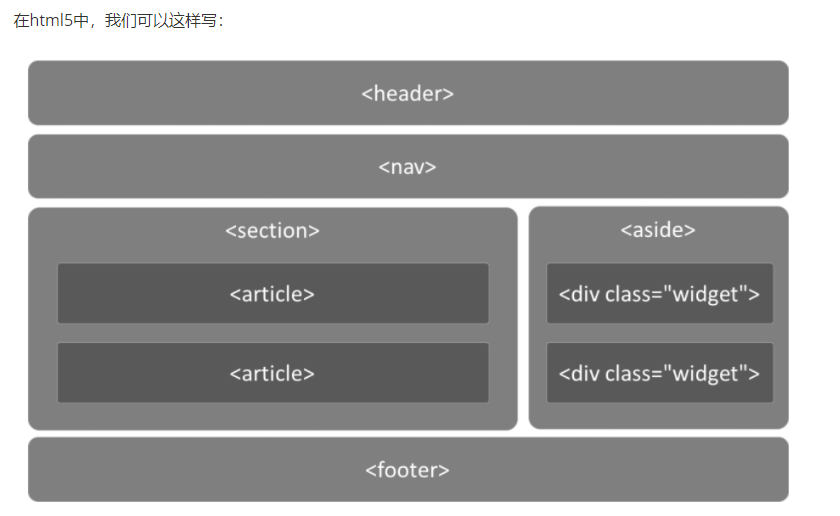 在html5中，我们可以这样写：
<header>
<nav>
<section>
<article>
<article>
<aside>
<div class="widget">
<div class="widget">
<footer>